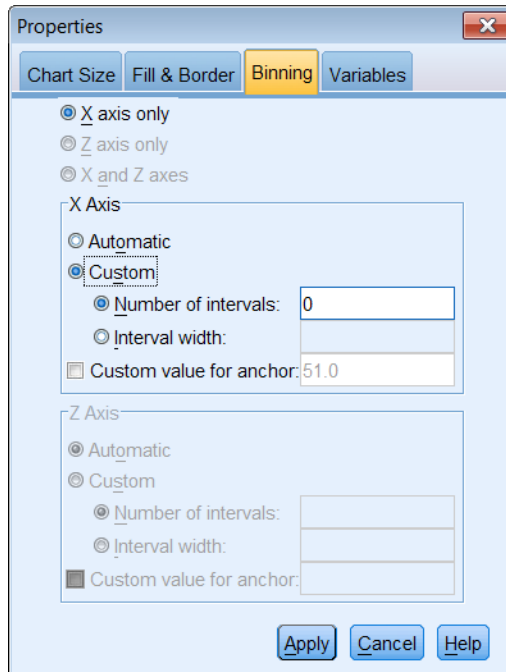 Properties
Chart Size Fill & Border Binning Variables
X axis only
Z axis only
X and Z axes
X Axis
Automatic
Custom
Number of intervals: 0
Interval width:
Custom value for anchor: 51.0
Z Axis
Automatic
Custom
Number of intervals:
Interval width:
Custom value for anchor:
Apply Cancel Help